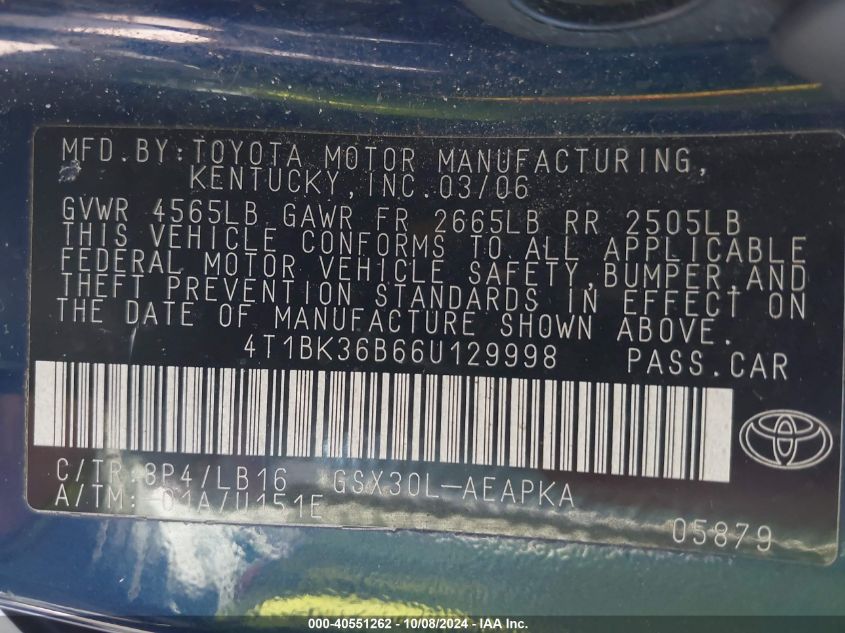 MFD.BY:TOYOTA MOTOR MANUFACTURING,
KENTUCKY,INC.03/06
GVWR 4565LB GAWR FR 2665LB RR 2505LB
THIS VEHICLE CONFORMS TO ALL APPLICABLE
FEDERAL MOTOR VEHICLE SAFETY,BUMPER,AND
THEFT PREVENTION STANDARDS IN EFFECT ON
THE DATE OF MANUFACTURE SHOWN ABOVE.
4T1BK36B66U129998 PASS.CAR
C/TR:8P4/LB16 GSX30L-AEAPKA
A/TM:-01A/U151E
05879
000-40551262 - 10/08/2024 - IAA Inc.